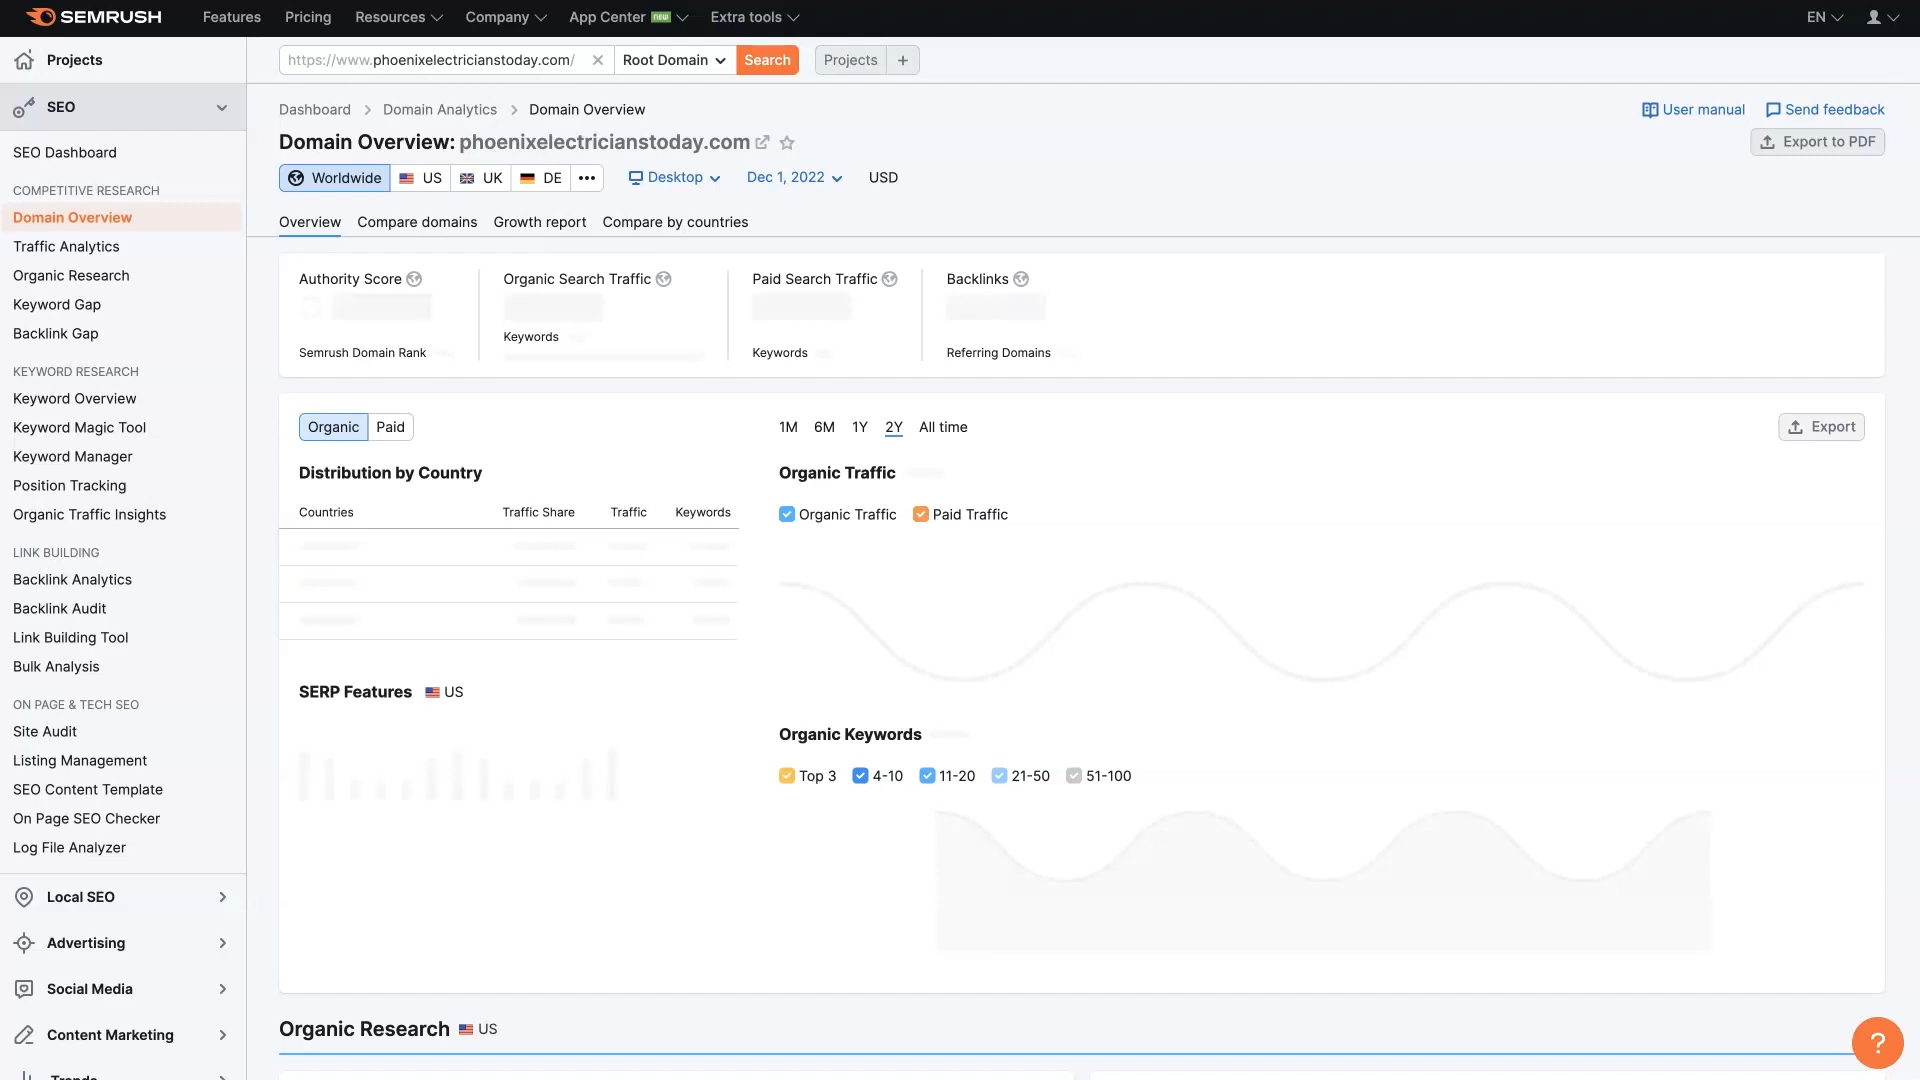 SEMRUSH Features Pricing Resources Company App Center NEW Extra tools EN
Projects
https://www.phoenixelectricianstoday.com/ Root Domain Search Projects +
SEO
SEO Dashboard
COMPETITIVE RESEARCH
Domain Overview
Traffic Analytics
Organic Research
Keyword Gap
Backlink Gap
KEYWORD RESEARCH
Keyword Overview
Keyword Magic Tool
Keyword Manager
Position Tracking
Organic Traffic Insights
LINK BUILDING
Backlink Analytics
Backlink Audit
Link Building Tool
Bulk Analysis
ON PAGE & TECH SEO
Site Audit
Listing Management
SEO Content Template
On Page SEO Checker
Log File Analyzer
Local SEO
Advertising
Social Media
Content Marketing
Trends
Dashboard Domain Analytics Domain Overview User manual Send feedback
Domain Overview: phoenixelectricianstoday.com Export to PDF
Worldwide US UK DE Desktop Dec 1, 2022 USD
Overview Compare domains Growth report Compare by countries
Authority Score Organic Search Traffic Paid Search Traffic Backlinks
Keywords
Semrush Domain Rank Keywords Referring Domains
Organic Paid 1M 6M 1Y 2Y All time Export
Distribution by Country Organic Traffic
Countries Traffic Share Traffic Keywords
Organic Traffic Paid Traffic
SERP Features US
Organic Keywords
Top 3 4-10 11-20 21-50 51-100
Organic Research US
?